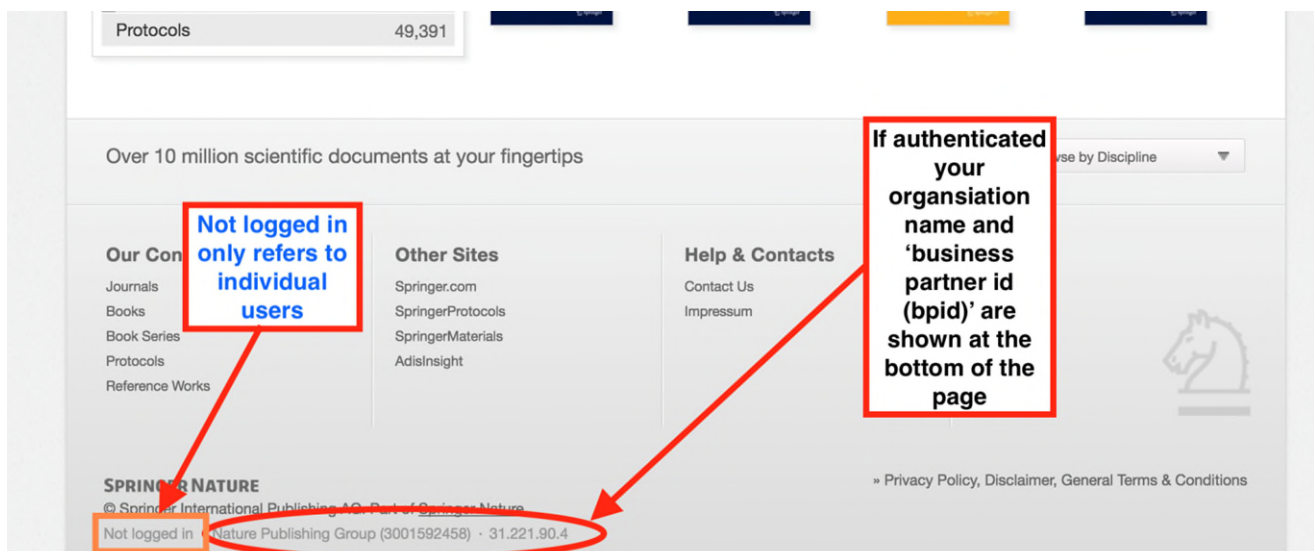 Protocols 49,391
Over 10 million scientific documents at your fingertips
wse by Discipline
If authenticated
your
organsiation
name and
‘business
partner id
(bpid)’ are
shown at the
bottom of the
page
Not logged in
only refers to
individual
users
Our Con
Journals
Books
Book Series
Protocols
Reference Works
Other Sites
Springer.com
SpringerProtocols
SpringerMaterials
AdisInsight
Help & Contacts
Contact Us
Impressum
SPRINGER NATURE
© Springer International Publishing AG. Part of Springer Nature.
Not logged in · Nature Publishing Group (3001592458) · 31.221.90.4
» Privacy Policy, Disclaimer, General Terms & Conditions